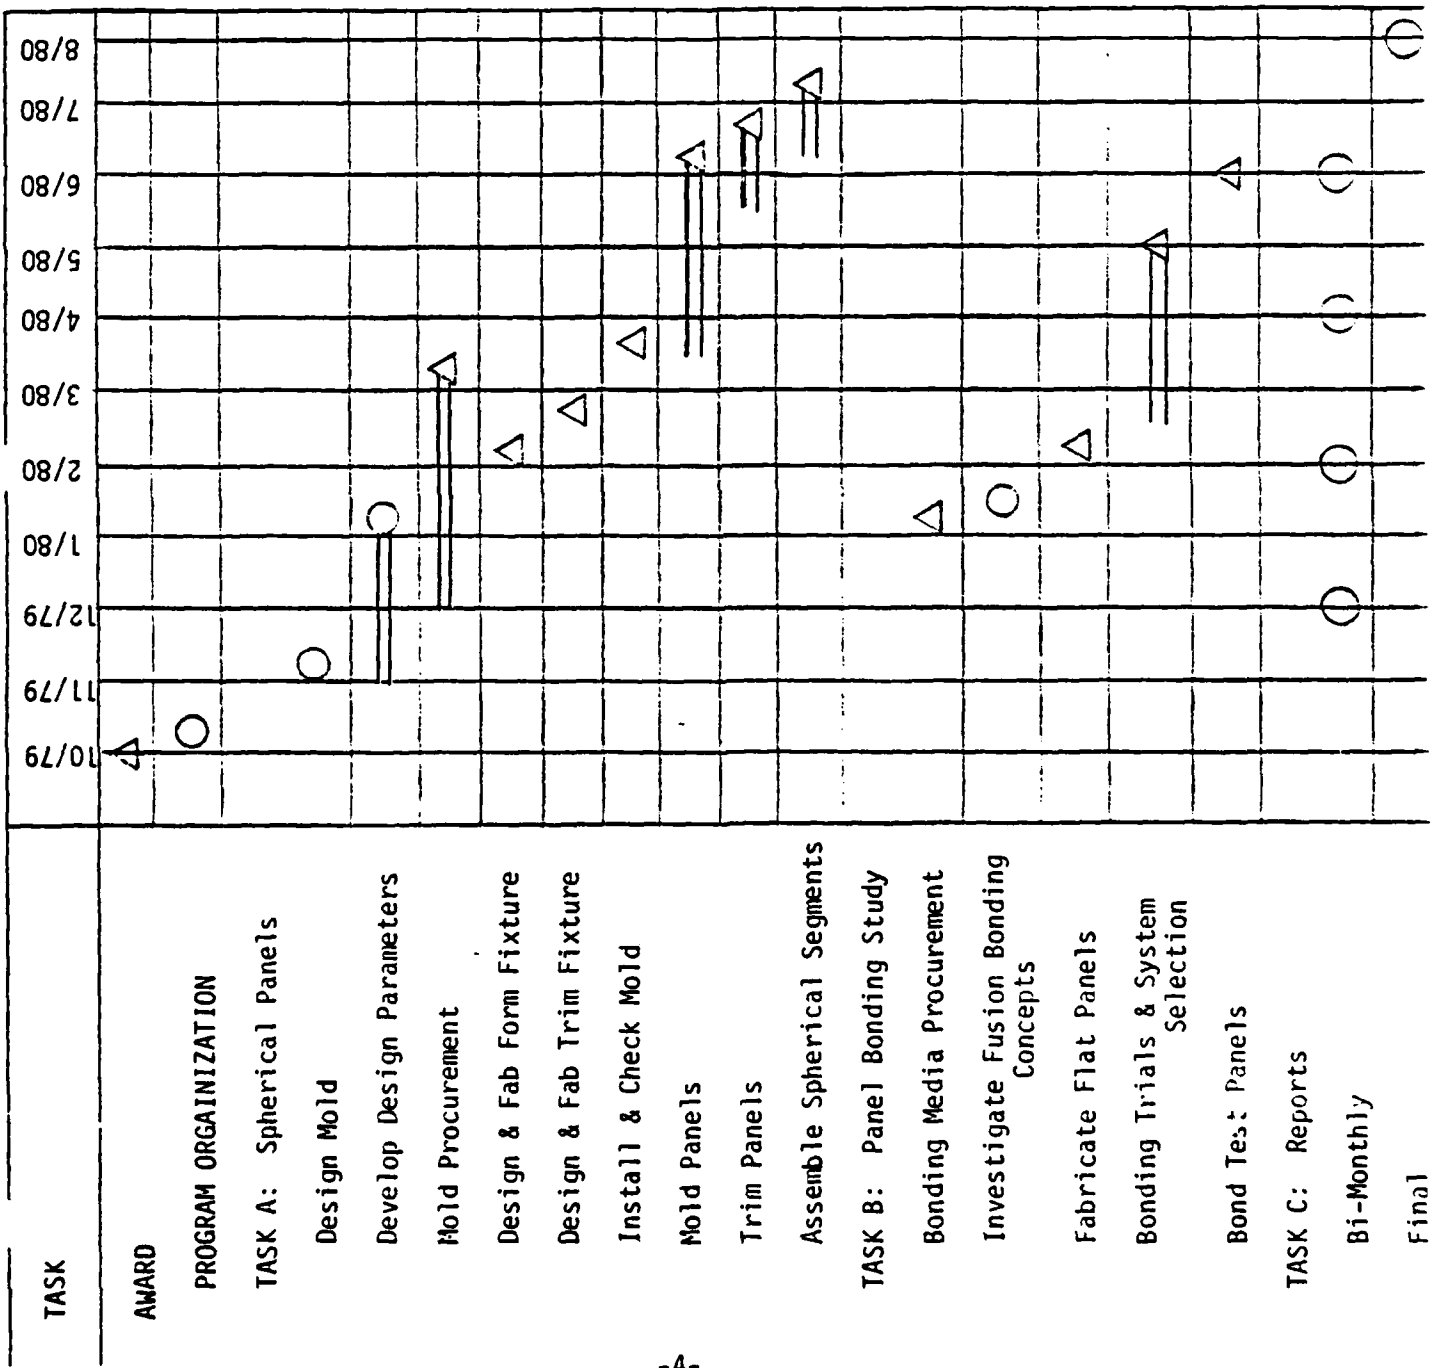 TASK
10/79
11/79
12/79
1/80
2/80
3/80
4/80
5/80
6/80
7/80
8/80
AWARD
PROGRAM ORGAINIZATION
TASK A: Spherical Panels
Design Mold
Develop Design Parameters
Mold Procurement
Design & Fab Form Fixture
Design & Fab Trim Fixture
Install & Check Mold
Mold Panels
Trim Panels
Assemble Spherical Segments
TASK B: Panel Bonding Study
Bonding Media Procurement
Investigate Fusion Bonding
Concepts
Fabricate Flat Panels
Bonding Trials & System
Selection
Bond Test Panels
TASK C: Reports
Bi-Monthly
Final
-4-